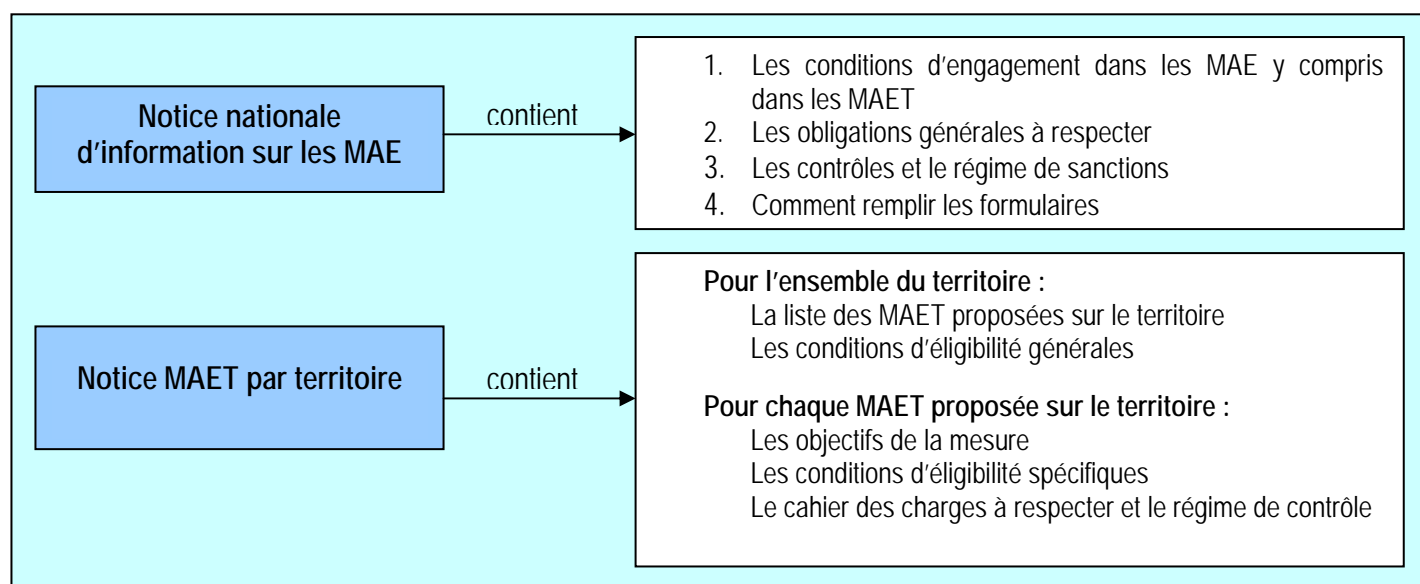 Notice nationale
d'information sur les MAE
contient
1. Les conditions d'engagement dans les MAE y compris
dans les MAET
2. Les obligations générales à respecter
3. Les contrôles et le régime de sanctions
4. Comment remplir les formulaires
Notice MAET par territoire
contient
Pour l'ensemble du territoire :
La liste des MAET proposées sur le territoire
Les conditions d'éligibilité générales
Pour chaque MAET proposée sur le territoire :
Les objectifs de la mesure
Les conditions d'éligibilité spécifiques
Le cahier des charges à respecter et le régime de contrôle